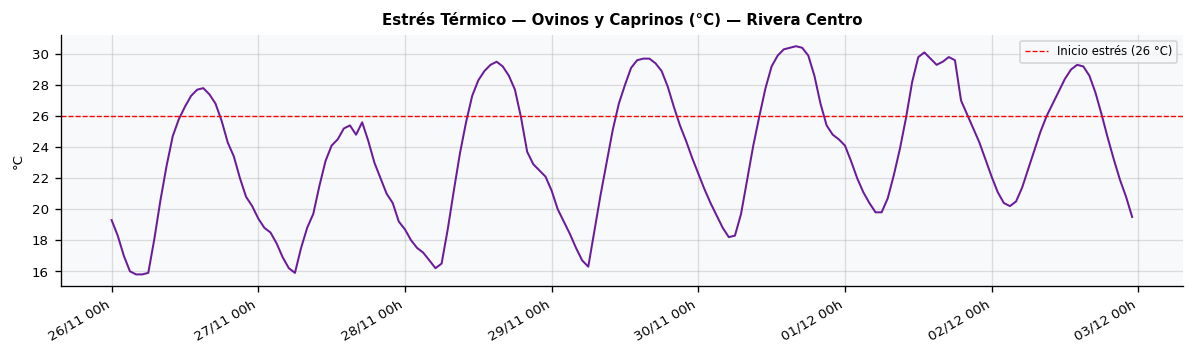 Estrés Térmico — Ovinos y Caprinos (°C) — Rivera Centro
Inicio estrés (26 °C)
°C
30
28
26
24
22
20
18
16
26/11 00h
27/11 00h
28/11 00h
29/11 00h
30/11 00h
01/12 00h
02/12 00h
03/12 00h